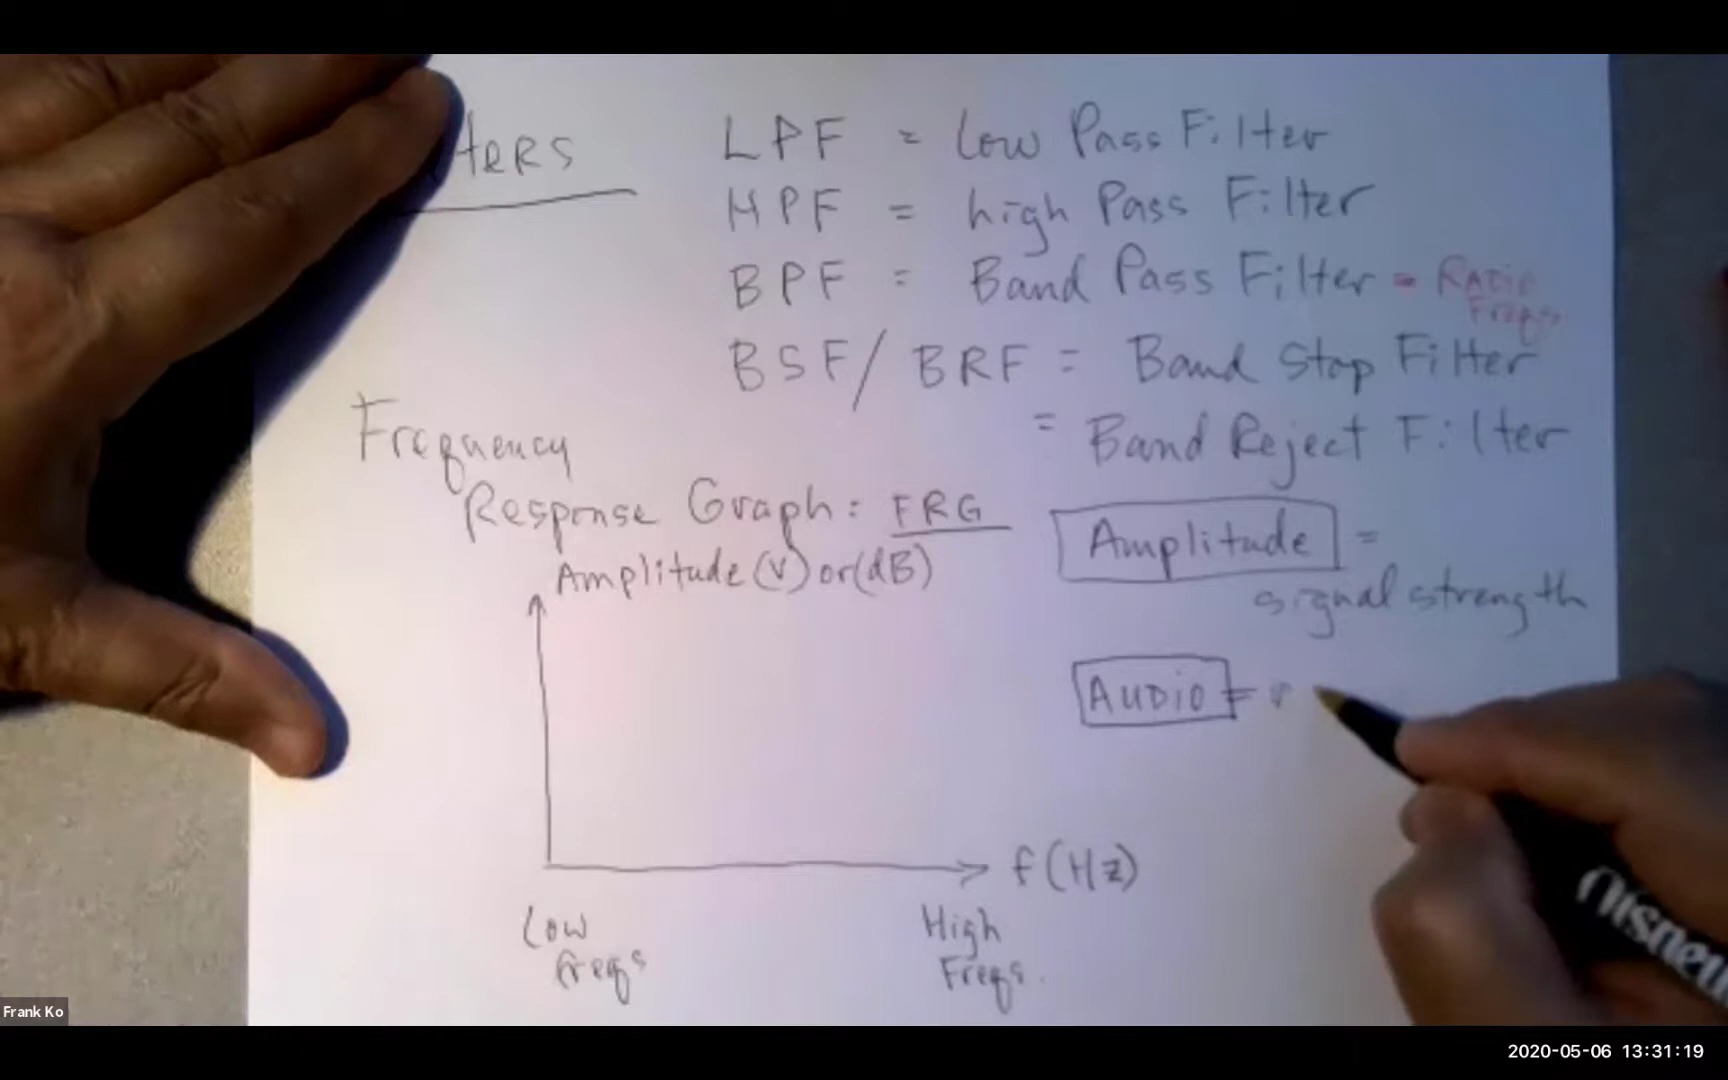 LPF = Low Pass Filter
HPF = high Pass Filter
BPF = Band Pass Filter - RADIO
Freqs
BSF/ BRF = Band Stop Filter
= Band Reject Filter
Frequency
Response Graph: FRG
Amplitude (v) or (dB)
Amplitude =
signal strength
AUDIO =
f (Hz)
Low
freqs
High
Freqs.
Frank Ko
2020-05-06 13:31:19